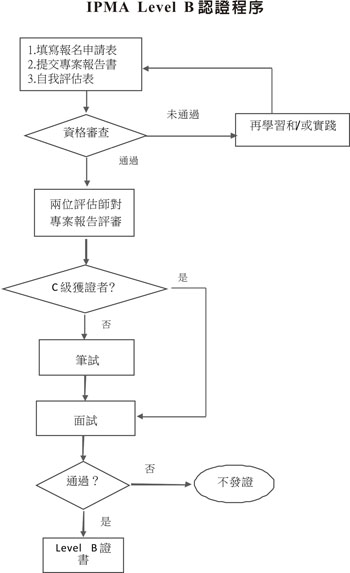 IPMA Level B 認證程序
1.填寫報名申請表
2.提交專案報告書
3.自我評估表
資格審查
未通過
再學習和/或實踐
通過
兩位評估師對
專案報告評審
C級獲證者?
是
否
筆試
面試
通過？
否
不發證
是
Level B 證
書